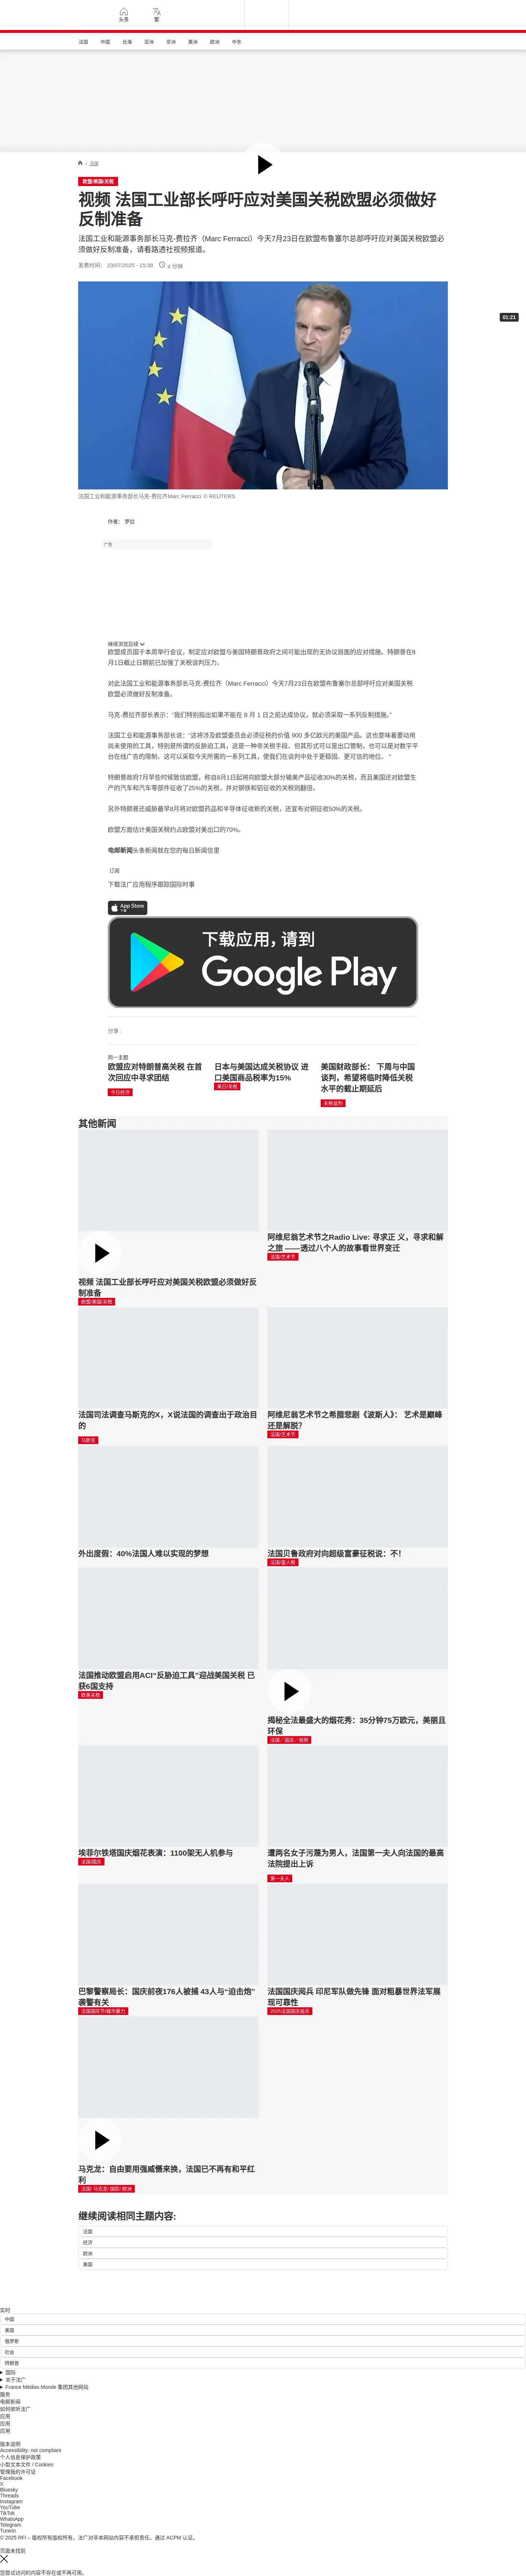 头条
繁
法国
中国
台海
亚洲
非洲
美洲
欧洲
中东
/ 法国
欧盟/美国/关税
视频 法国工业部长呼吁应对美国关税欧盟必须做好
反制准备
法国工业和能源事务部长马克-费拉齐（Marc Ferracci）今天7月23日在欧盟布鲁塞尔总部呼吁应对美国关税欧盟必
须做好反制准备，请看路透社视频报道。
发表时间： 23/07/2025 - 15:38
4 分钟
01:21
法国工业和能源事务部长马克-费拉齐Marc Ferracci © REUTERS
作者： 罗拉
广告
继续浏览后续
欧盟成员国于本周举行会议，制定应对欧盟与美国特朗普政府之间可能出现的无协议局面的应对措施。特朗普在8
月1日截止日期前已加强了关税谈判压力。
对此法国工业和能源事务部长马克-费拉齐（Marc Ferracci）今天7月23日在欧盟布鲁塞尔总部呼吁应对美国关税
欧盟必须做好反制准备。
马克-费拉齐部长表示：“我们特别指出如果不能在 8 月 1 日之前达成协议，就必须采取一系列反制措施。”
法国工业和能源事务部长说：“这将涉及欧盟委员会必须征税的价值 900 多亿欧元的美国产品。这也意味着要动用
尚未使用的工具，特别是所谓的反胁迫工具，这是一种非关税手段，但其形式可以是出口管制，也可以是对数字平
台在线广告的限制、这可以采取今天所需的一系列工具，使我们在谈判中处于更稳固、更可信的地位。 ”
特朗普政府7月早些时候致信欧盟，称自8月1日起将向欧盟大部分输美产品征收30%的关税，而且美国还对欧盟生
产的汽车和汽车零部件征收了25%的关税，并对钢铁和铝征收的关税则翻倍。
另外特朗普还威胁最早8月将对欧盟药品和半导体征收新的关税，还宣布对铜征收50%的关税。
欧盟方面估计美国关税约占欧盟对美出口的70%。
电邮新闻头条新闻就在您的每日新闻信里
订阅
下载法广应用程序跟踪国际时事
App Store
下载
下载应用，请到
Google Play
分享 :
同一主题
欧盟应对特朗普高关税 在首
次回应中寻求团结
今日经济
日本与美国达成关税协议 进
口美国商品税率为15%
美日/关税
美国财政部长： 下周与中国
谈判，希望将临时降低关税
水平的截止期延后
关税谈判
其他新闻
视频 法国工业部长呼吁应对美国关税欧盟必须做好反
制准备
欧盟/美国/关税
阿维尼翁艺术节之Radio Live: 寻求正 义，寻求和解
之旅 ——透过八个人的故事看世界变迁
法国/艺术节
法国司法调查马斯克的X，X说法国的调查出于政治目
的
马斯克
阿维尼翁艺术节之希腊悲剧《波斯人》： 艺术是巅峰
还是解脱？
法国/艺术节
外出度假：40%法国人难以实现的梦想
法国贝鲁政府对向超级富豪征税说：不！
法国/富人税
法国推动欧盟启用ACI“反胁迫工具”迎战美国关税 已
获6国支持
欧美关税
揭秘全法最盛大的烟花秀：35分钟75万欧元，美丽且
环保
法国／国庆／视频
埃菲尔铁塔国庆烟花表演：1100架无人机参与
法国/国庆
遭两名女子污蔑为男人，法国第一夫人向法国的最高
法院提出上诉
第一夫人
巴黎警察局长：国庆前夜176人被捕 43人与“迫击炮”
袭警有关
法国国庆节/城市暴力
法国国庆阅兵 印尼军队做先锋 面对粗暴世界法军展
现可靠性
2025法国国庆阅兵
马克龙：自由要用强威慑来换，法国已不再有和平红
利
法国/ 马克龙/ 国防/ 欧洲
继续阅读相同主题内容:
法国
经济
欧洲
美国
实时
中国
美国
俄罗斯
社会
特朗普
国际
关于法广
France Médias Monde 集团其他网站
服务
电邮新闻
如何收听法广
应用
应用
应用
版本说明
Accessibility: not compliant
个人信息保护政策
小型文本文件 / Cookies
管理我的许可证
Facebook
X
Bluesky
Threads
Instagram
YouTube
TikTok
WhatsApp
Telegram
TuneIn
© 2025 RFI – 版权所有版权所有。法广对非本网站内容不承担责任。通过 ACPM 认证。
页面未找到
您尝试访问的内容不存在或不再可用。